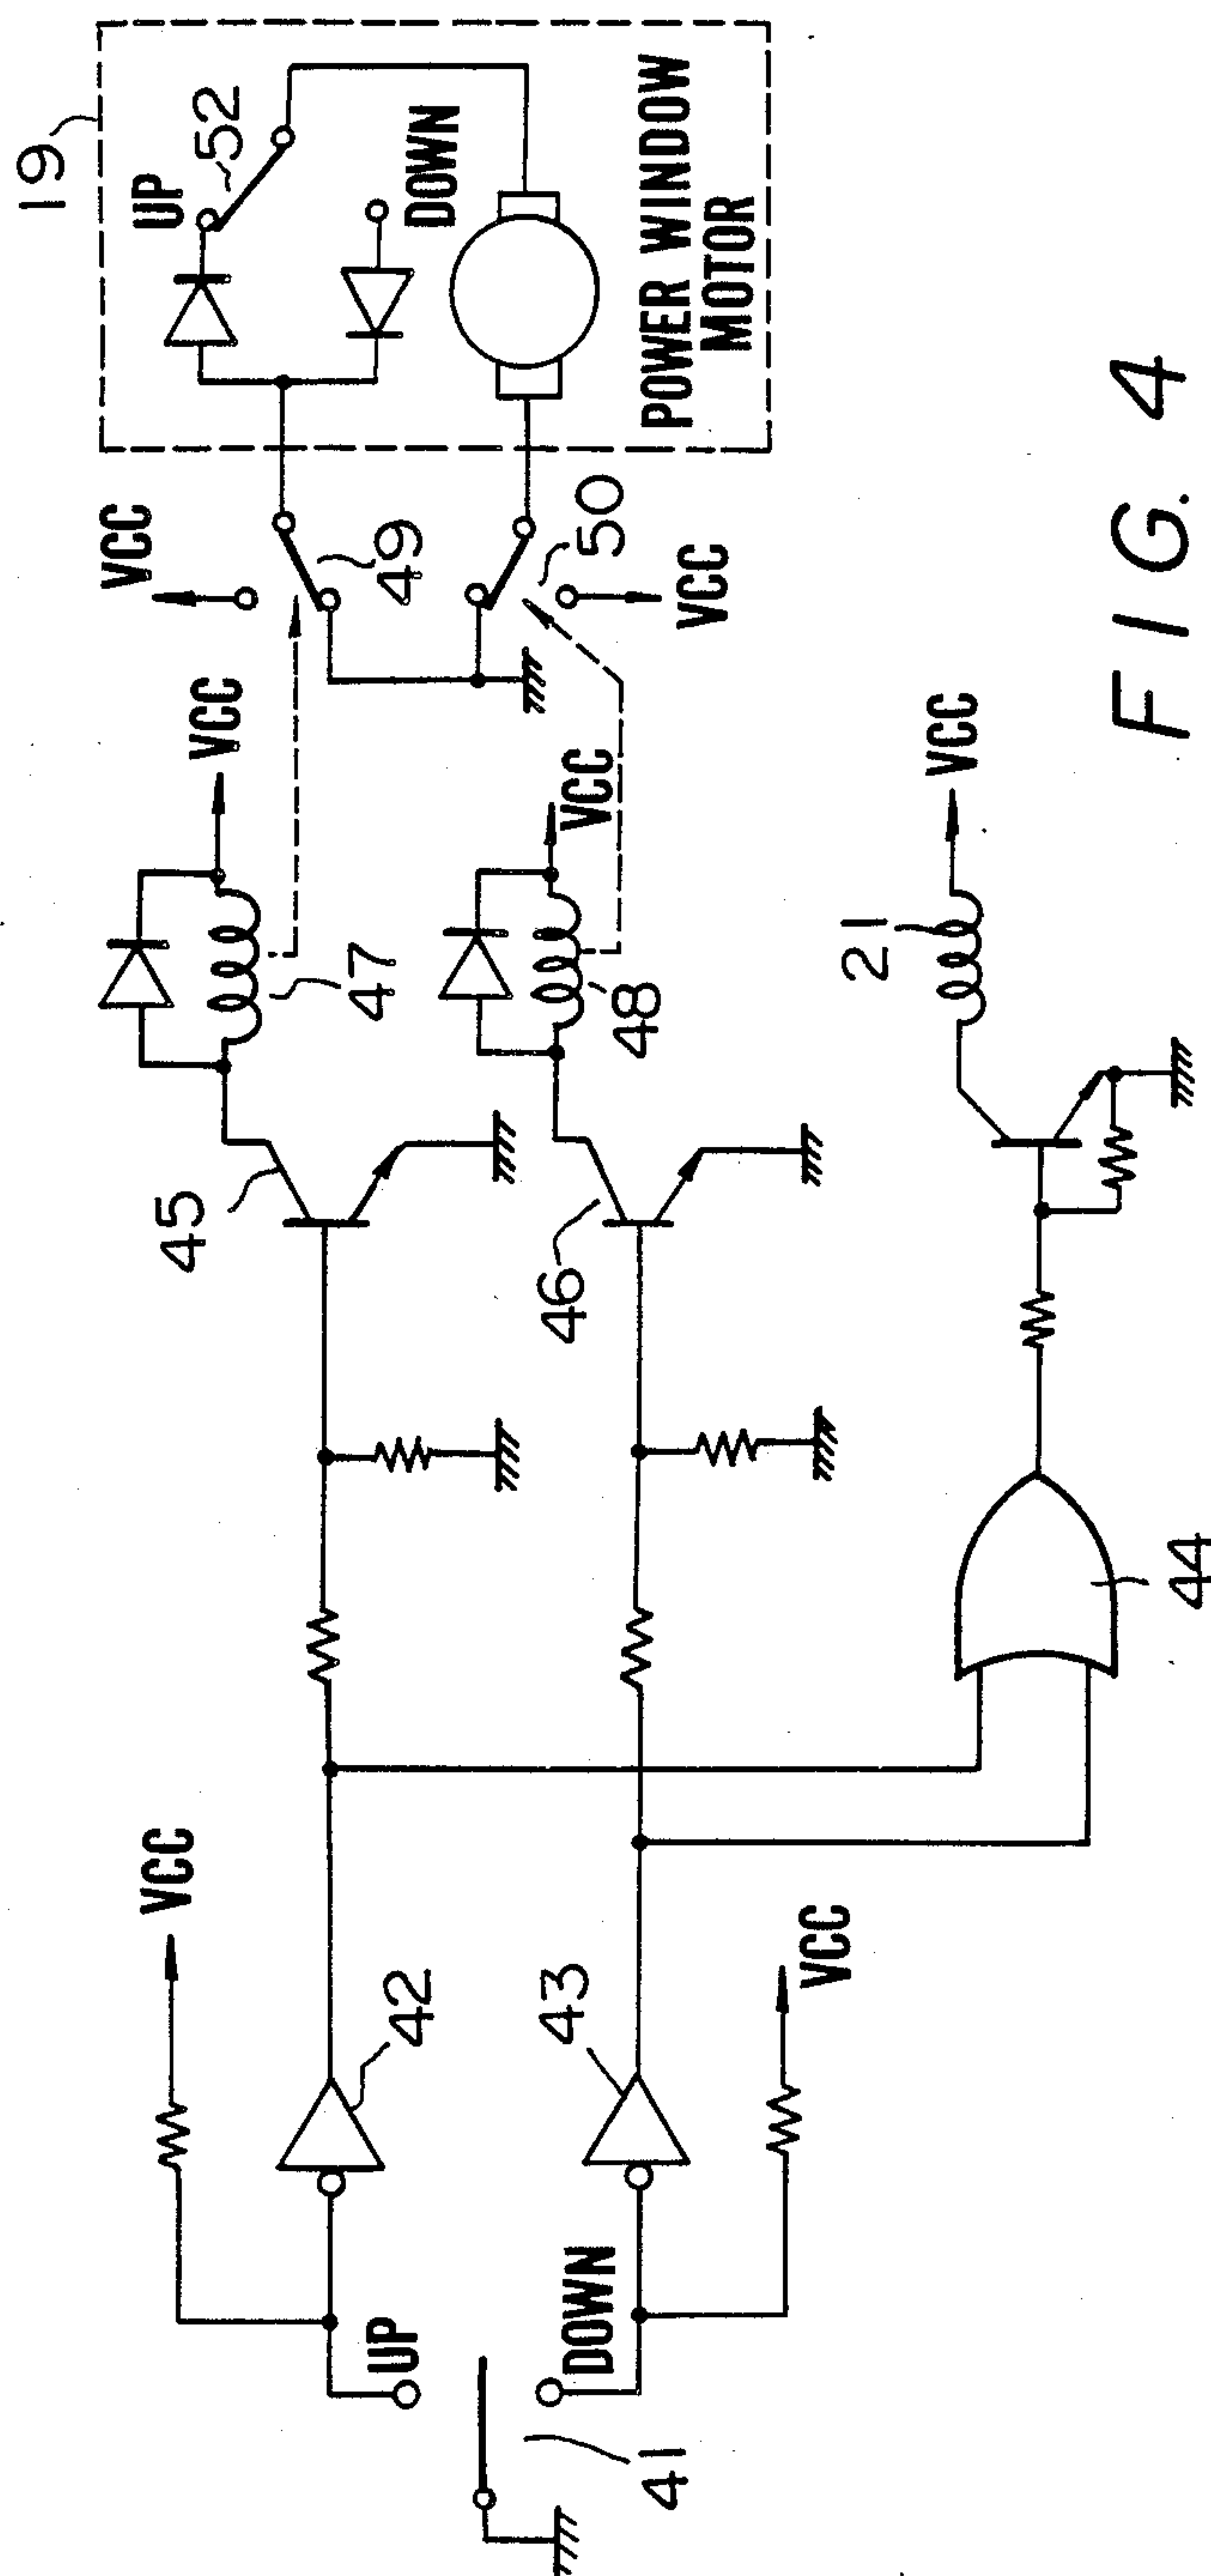 19
UP
52
DOWN
POWER WINDOW
MOTOR
VCC
49
50
VCC
VCC
47
VCC
48
VCC
21
45
46
44
VCC
42
43
VCC
UP
DOWN
41
FIG. 4